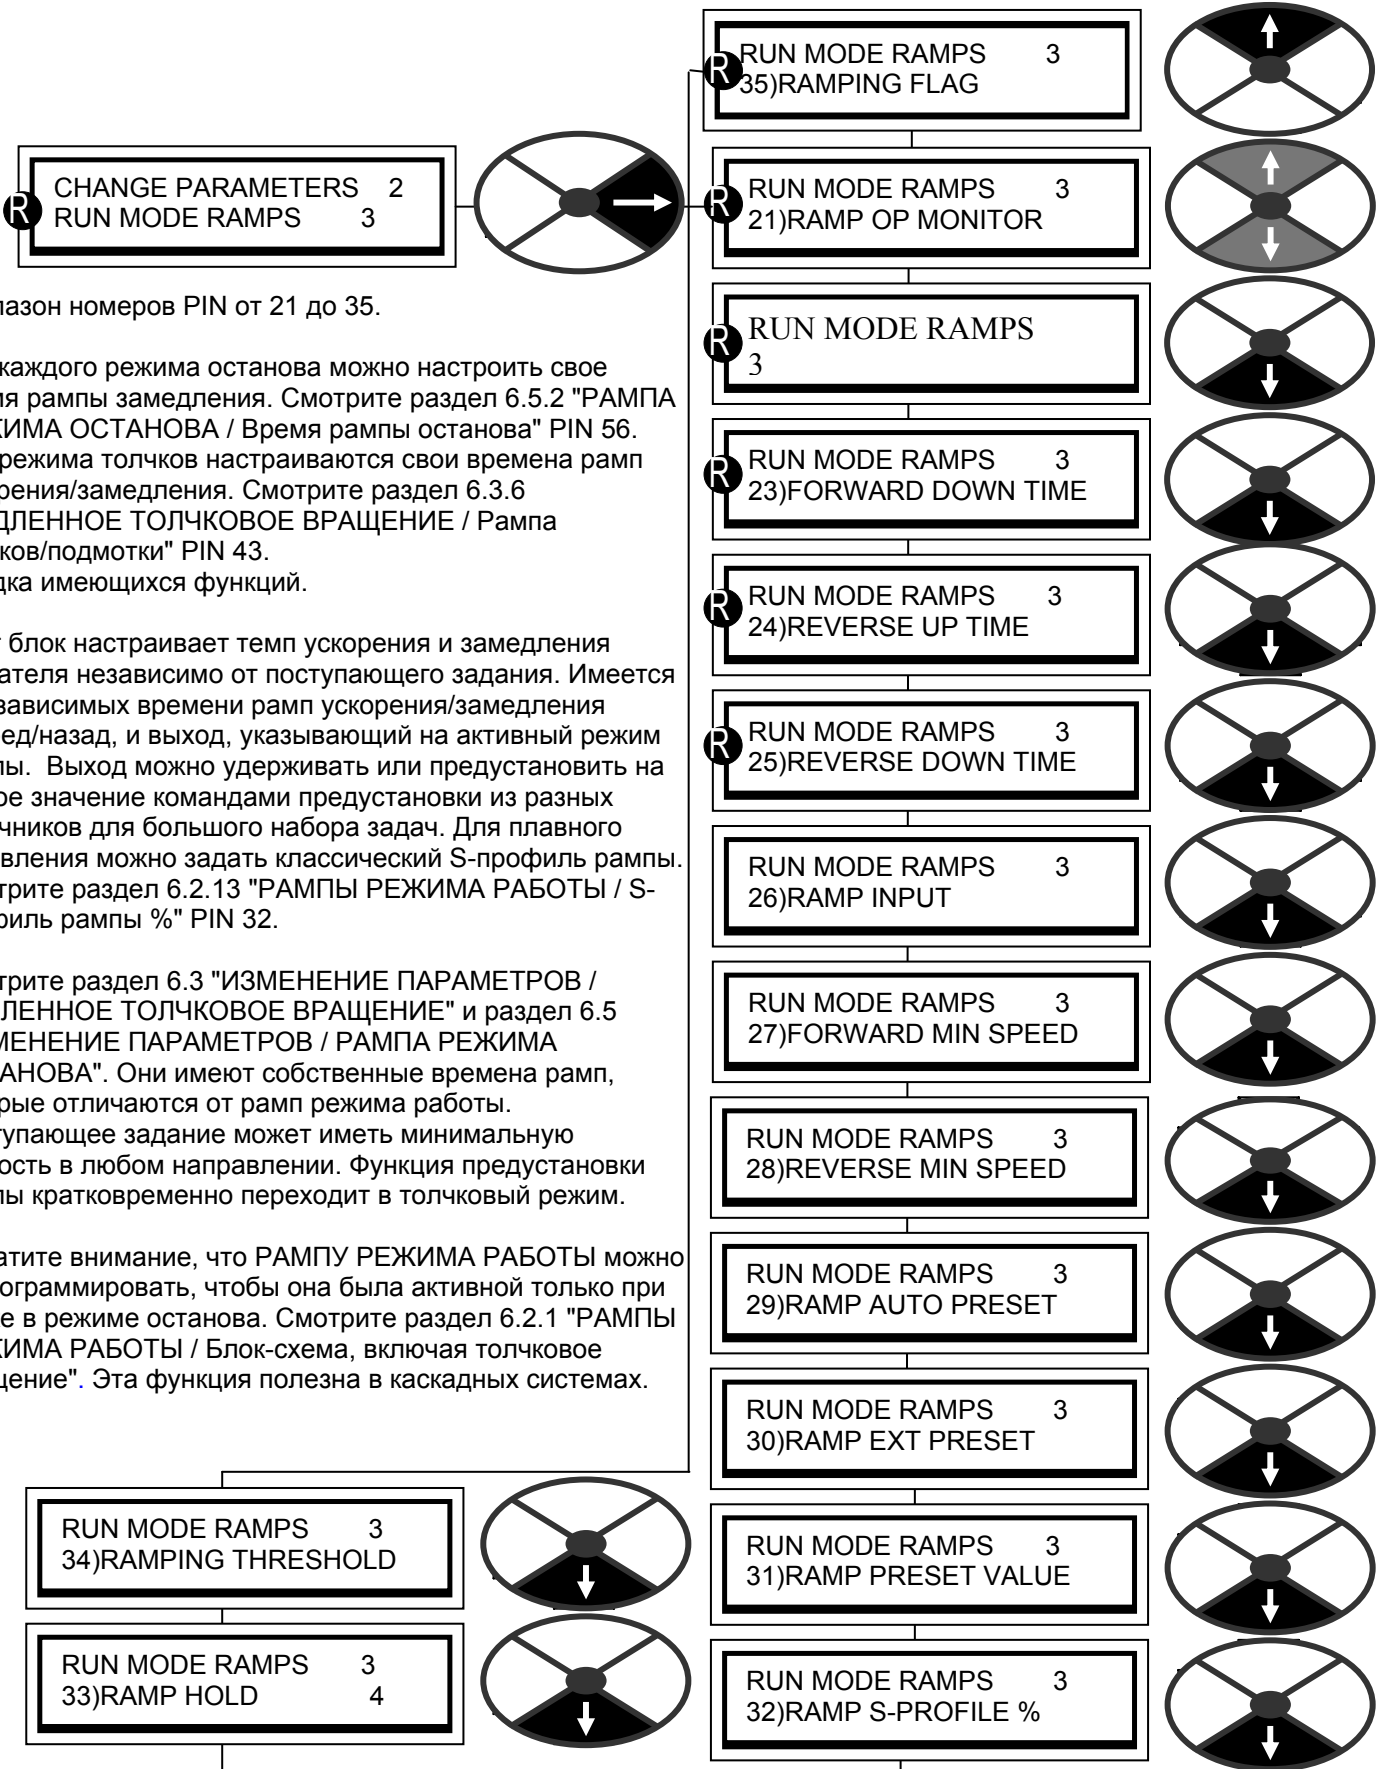 RUN MODE RAMPS 3
R 35)RAMPING FLAG
CHANGE PARAMETERS 2
R RUN MODE RAMPS 3
RUN MODE RAMPS 3
R 21)RAMP OP MONITOR
R RUN MODE RAMPS
3
RUN MODE RAMPS 3
R 23)FORWARD DOWN TIME
RUN MODE RAMPS 3
R 24)REVERSE UP TIME
RUN MODE RAMPS 3
R 25)REVERSE DOWN TIME
RUN MODE RAMPS 3
26)RAMP INPUT
RUN MODE RAMPS 3
27)FORWARD MIN SPEED
RUN MODE RAMPS 3
28)REVERSE MIN SPEED
RUN MODE RAMPS 3
29)RAMP AUTO PRESET
RUN MODE RAMPS 3
30)RAMP EXT PRESET
RUN MODE RAMPS 3
31)RAMP PRESET VALUE
RUN MODE RAMPS 3
32)RAMP S-PROFILE %
пазон номеров PIN от 21 до 35.
каждого режима останова можно настроить свое
ия рампы замедления. Смотрите раздел 6.5.2 "РАМПА
ЖИМА ОСТАНОВА / Время рампы останова" PIN 56.
режима толчков настраиваются свои времена рамп
орения/замедления. Смотрите раздел 6.3.6
ДЛЕННОЕ ТОЛЧКОВОЕ ВРАЩЕНИЕ / Рампа
ков/подмотки" PIN 43.
дка имеющихся функций.
т блок настраивает темп ускорения и замедления
ателя независимо от поступающего задания. Имеется
зависимых времени рамп ускорения/замедления
ед/назад, и выход, указывающий на активный режим
пы. Выход можно удерживать или предустановить на
ое значение командами предустановки из разных
чников для большого набора задач. Для плавного
вления можно задать классический S-профиль рампы.
трите раздел 6.2.13 "РАМПЫ РЕЖИМА РАБОТЫ / S-
филь рампы %" PIN 32.
трите раздел 6.3 "ИЗМЕНЕНИЕ ПАРАМЕТРОВ /
ЛЕННОЕ ТОЛЧКОВОЕ ВРАЩЕНИЕ" и раздел 6.5
МЕНЕНИЕ ПАРАМЕТРОВ / РАМПА РЕЖИМА
АНОВА". Они имеют собственные времена рамп,
рые отличаются от рамп режима работы.
тупающее задание может иметь минимальную
ость в любом направлении. Функция предустановки
пы кратковременно переходит в толчковый режим.
атите внимание, что РАМПУ РЕЖИМА РАБОТЫ можно
ограммировать, чтобы она была активной только при
е в режиме останова. Смотрите раздел 6.2.1 "РАМПЫ
ЖИМА РАБОТЫ / Блок-схема, включая толчковое
щение". Эта функция полезна в каскадных системах.
RUN MODE RAMPS 3
34)RAMPING THRESHOLD
RUN MODE RAMPS 3
33)RAMP HOLD 4